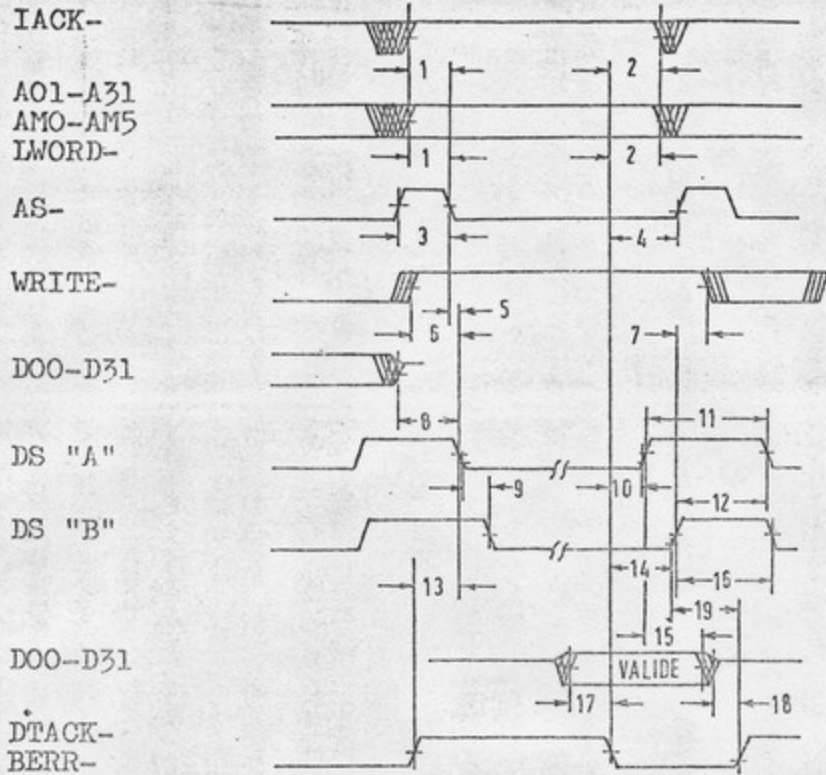 IACK-
1 2
A01-A31
AM0-AM5
LWORD-
1 2
AS-
3 4
WRITE-
5
6 7
D00-D31
8 11
DS "A"
9 10 12
DS "B"
14 16
13 19
15
D00-D31 VALIDE
17 18
DTACK-
BERR-